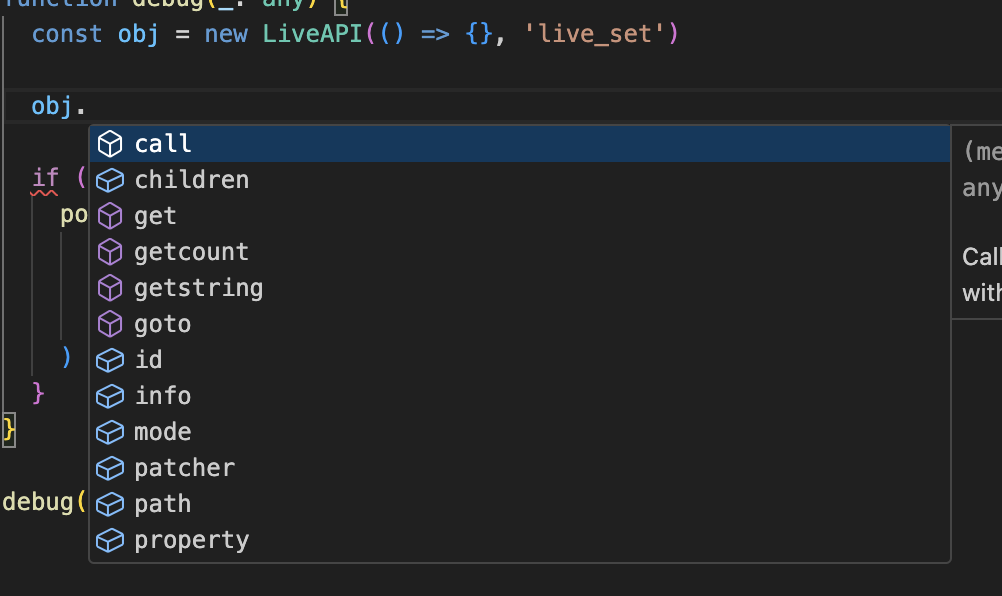 function debug(_: any) {
const obj = new LiveAPI(() => {}, 'live_set')
obj.
call
(me
if (
children
any
po
get
getcount
Call
getstring
with
goto
)
id
}
info
}
mode
patcher
debug(
path
property